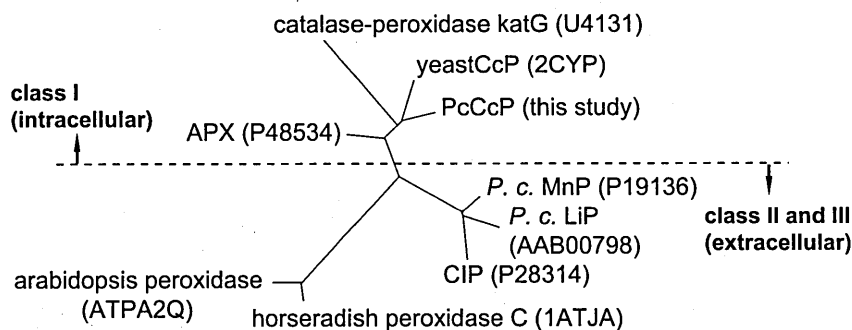 catalase-peroxidase katG (U4131)
yeastCcP (2CYP)
class I
(intracellular)
PcCcP (this study)
APX (P48534)
P. c. MnP (P19136)
P. c. LiP
(AAB00798)
class II and III
(extracellular)
CIP (P28314)
arabidopsis peroxidase
(ATPA2Q)
horseradish peroxidase C (1ATJA)